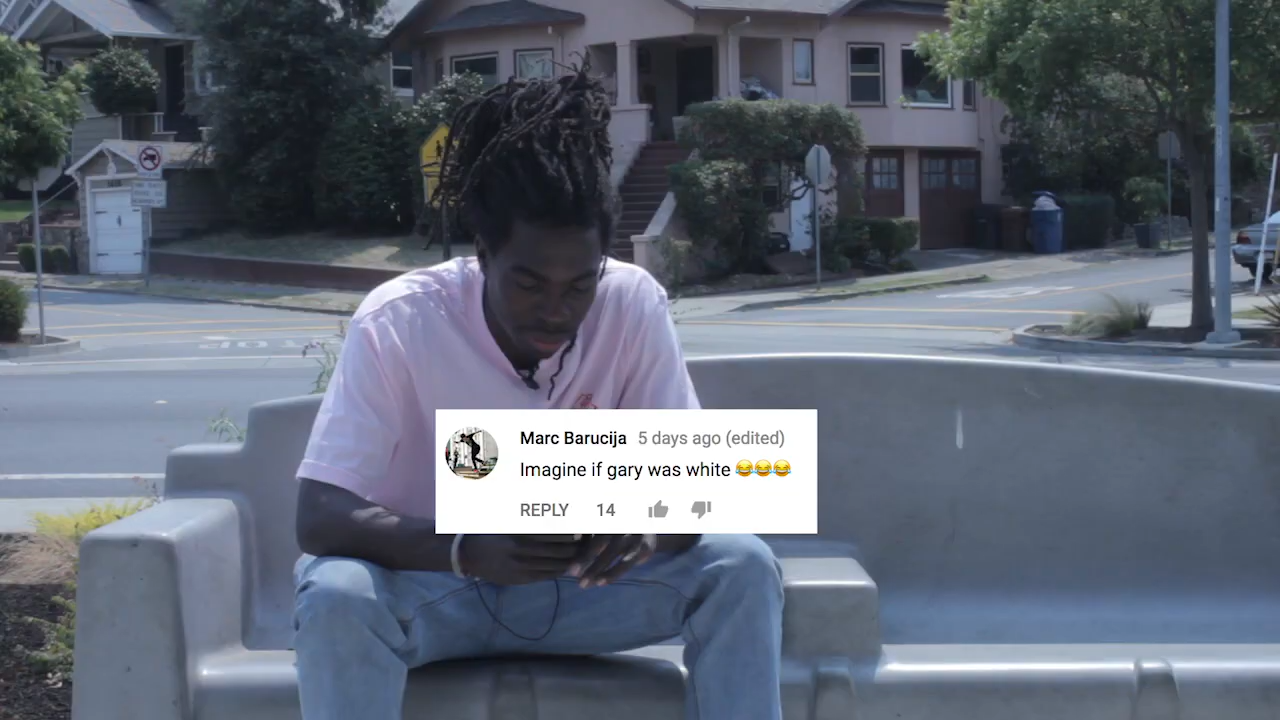 Marc Barucija 5 days ago (edited)
Imagine if gary was white 😂😂😂
REPLY 14